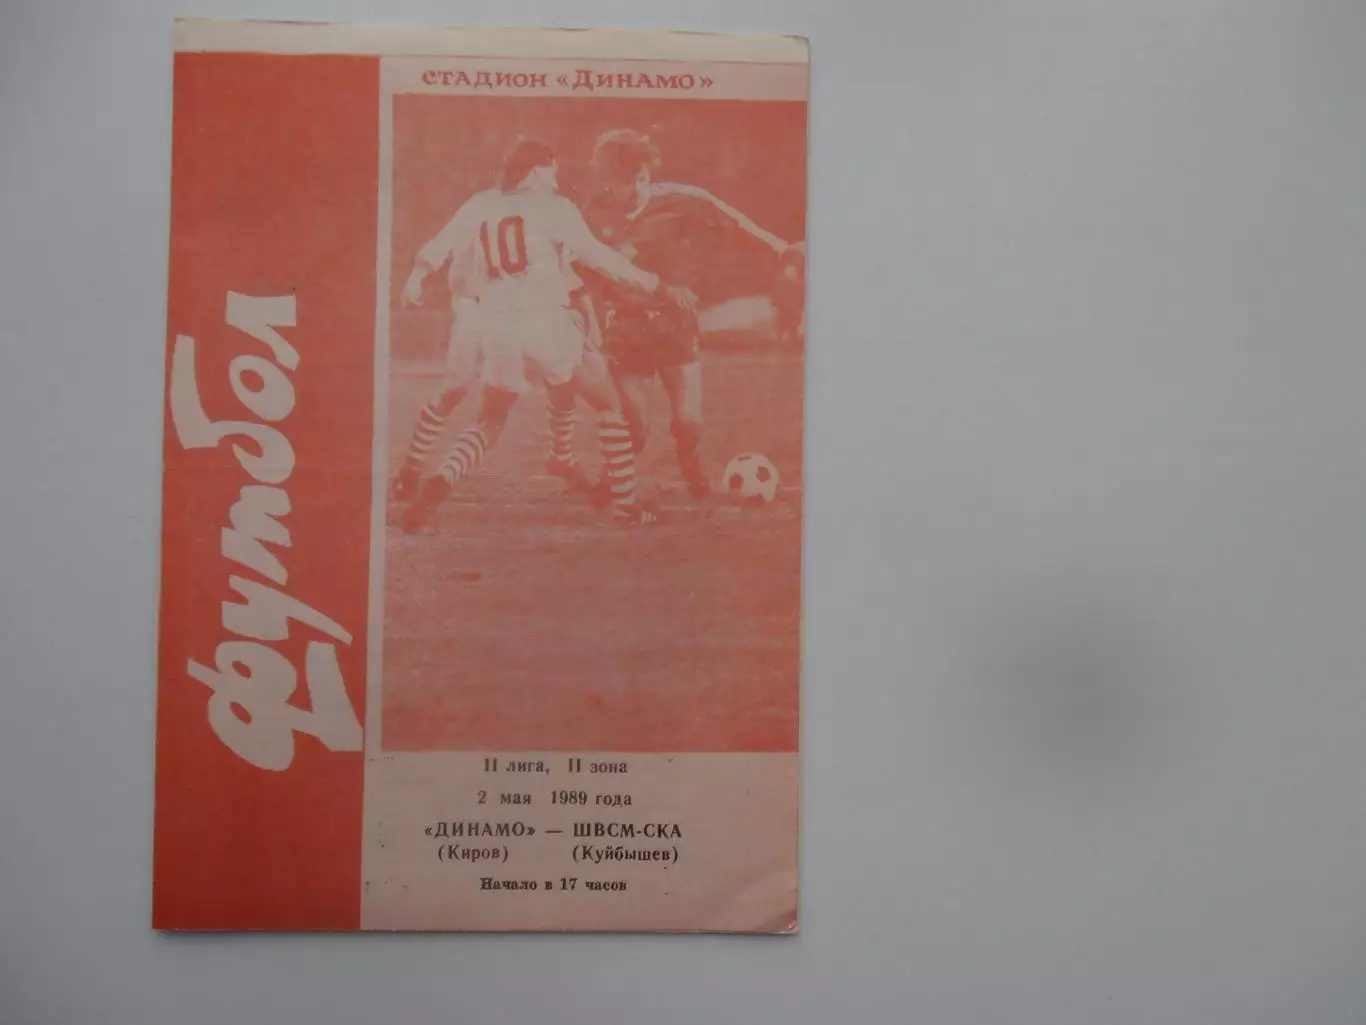 СТАДИОН «ДИНАМО»
футбол
10
II лига, II зона
2 мая 1989 года
«ДИНАМО» — ШВСМ-СКА
(Киров) (Куйбышев)
Начало в 17 часов